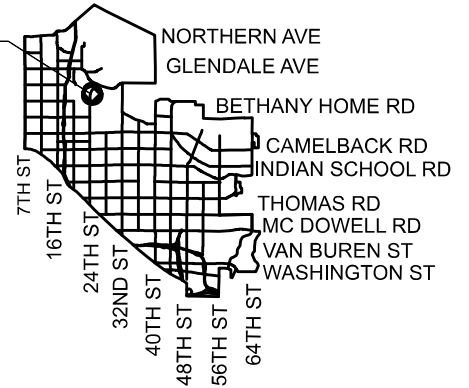 NORTHERN AVE
GLENDALE AVE
BETHANY HOME RD
CAMELBACK RD
INDIAN SCHOOL RD
THOMAS RD
MC DOWELL RD
VAN BUREN ST
WASHINGTON ST
7TH ST
16TH ST
24TH ST
32ND ST
40TH ST
48TH ST
56TH ST
64TH ST